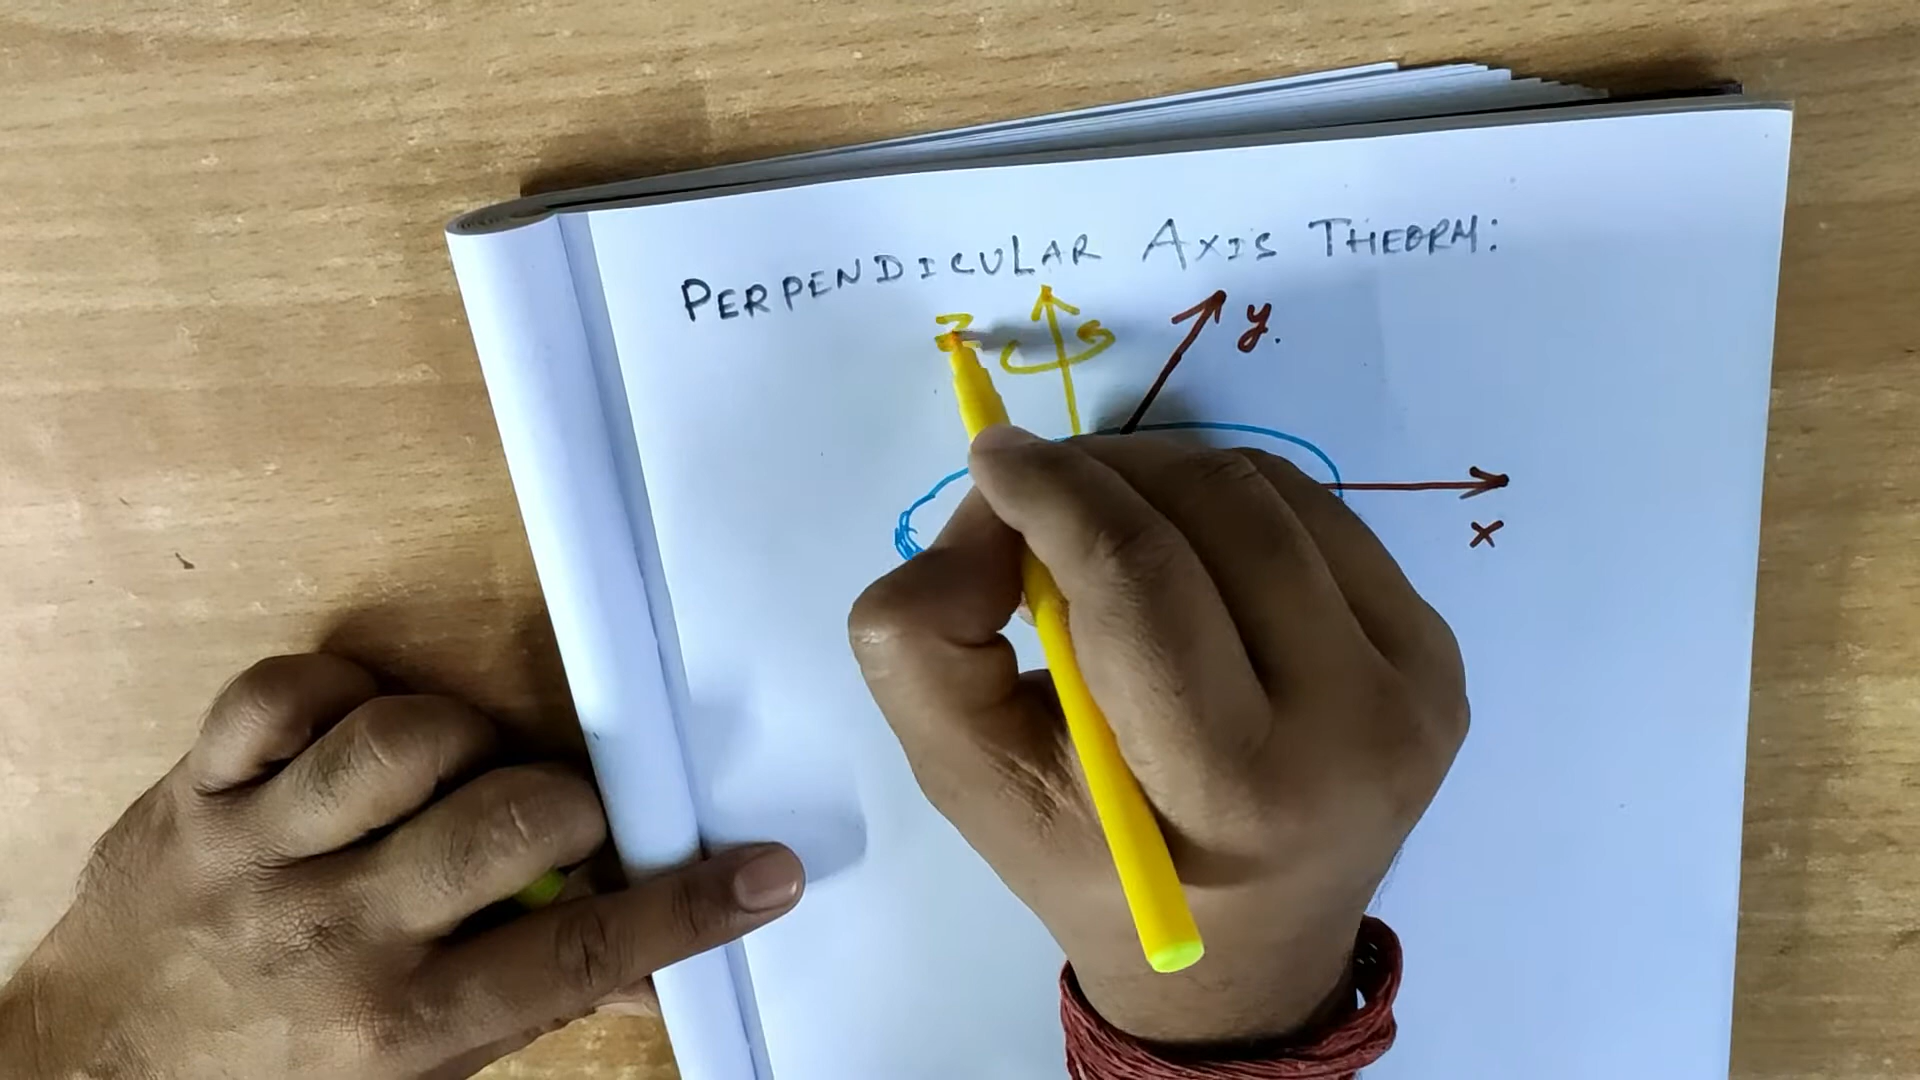 PERPENDICULAR AXIS THEORM:
Z
y.
x